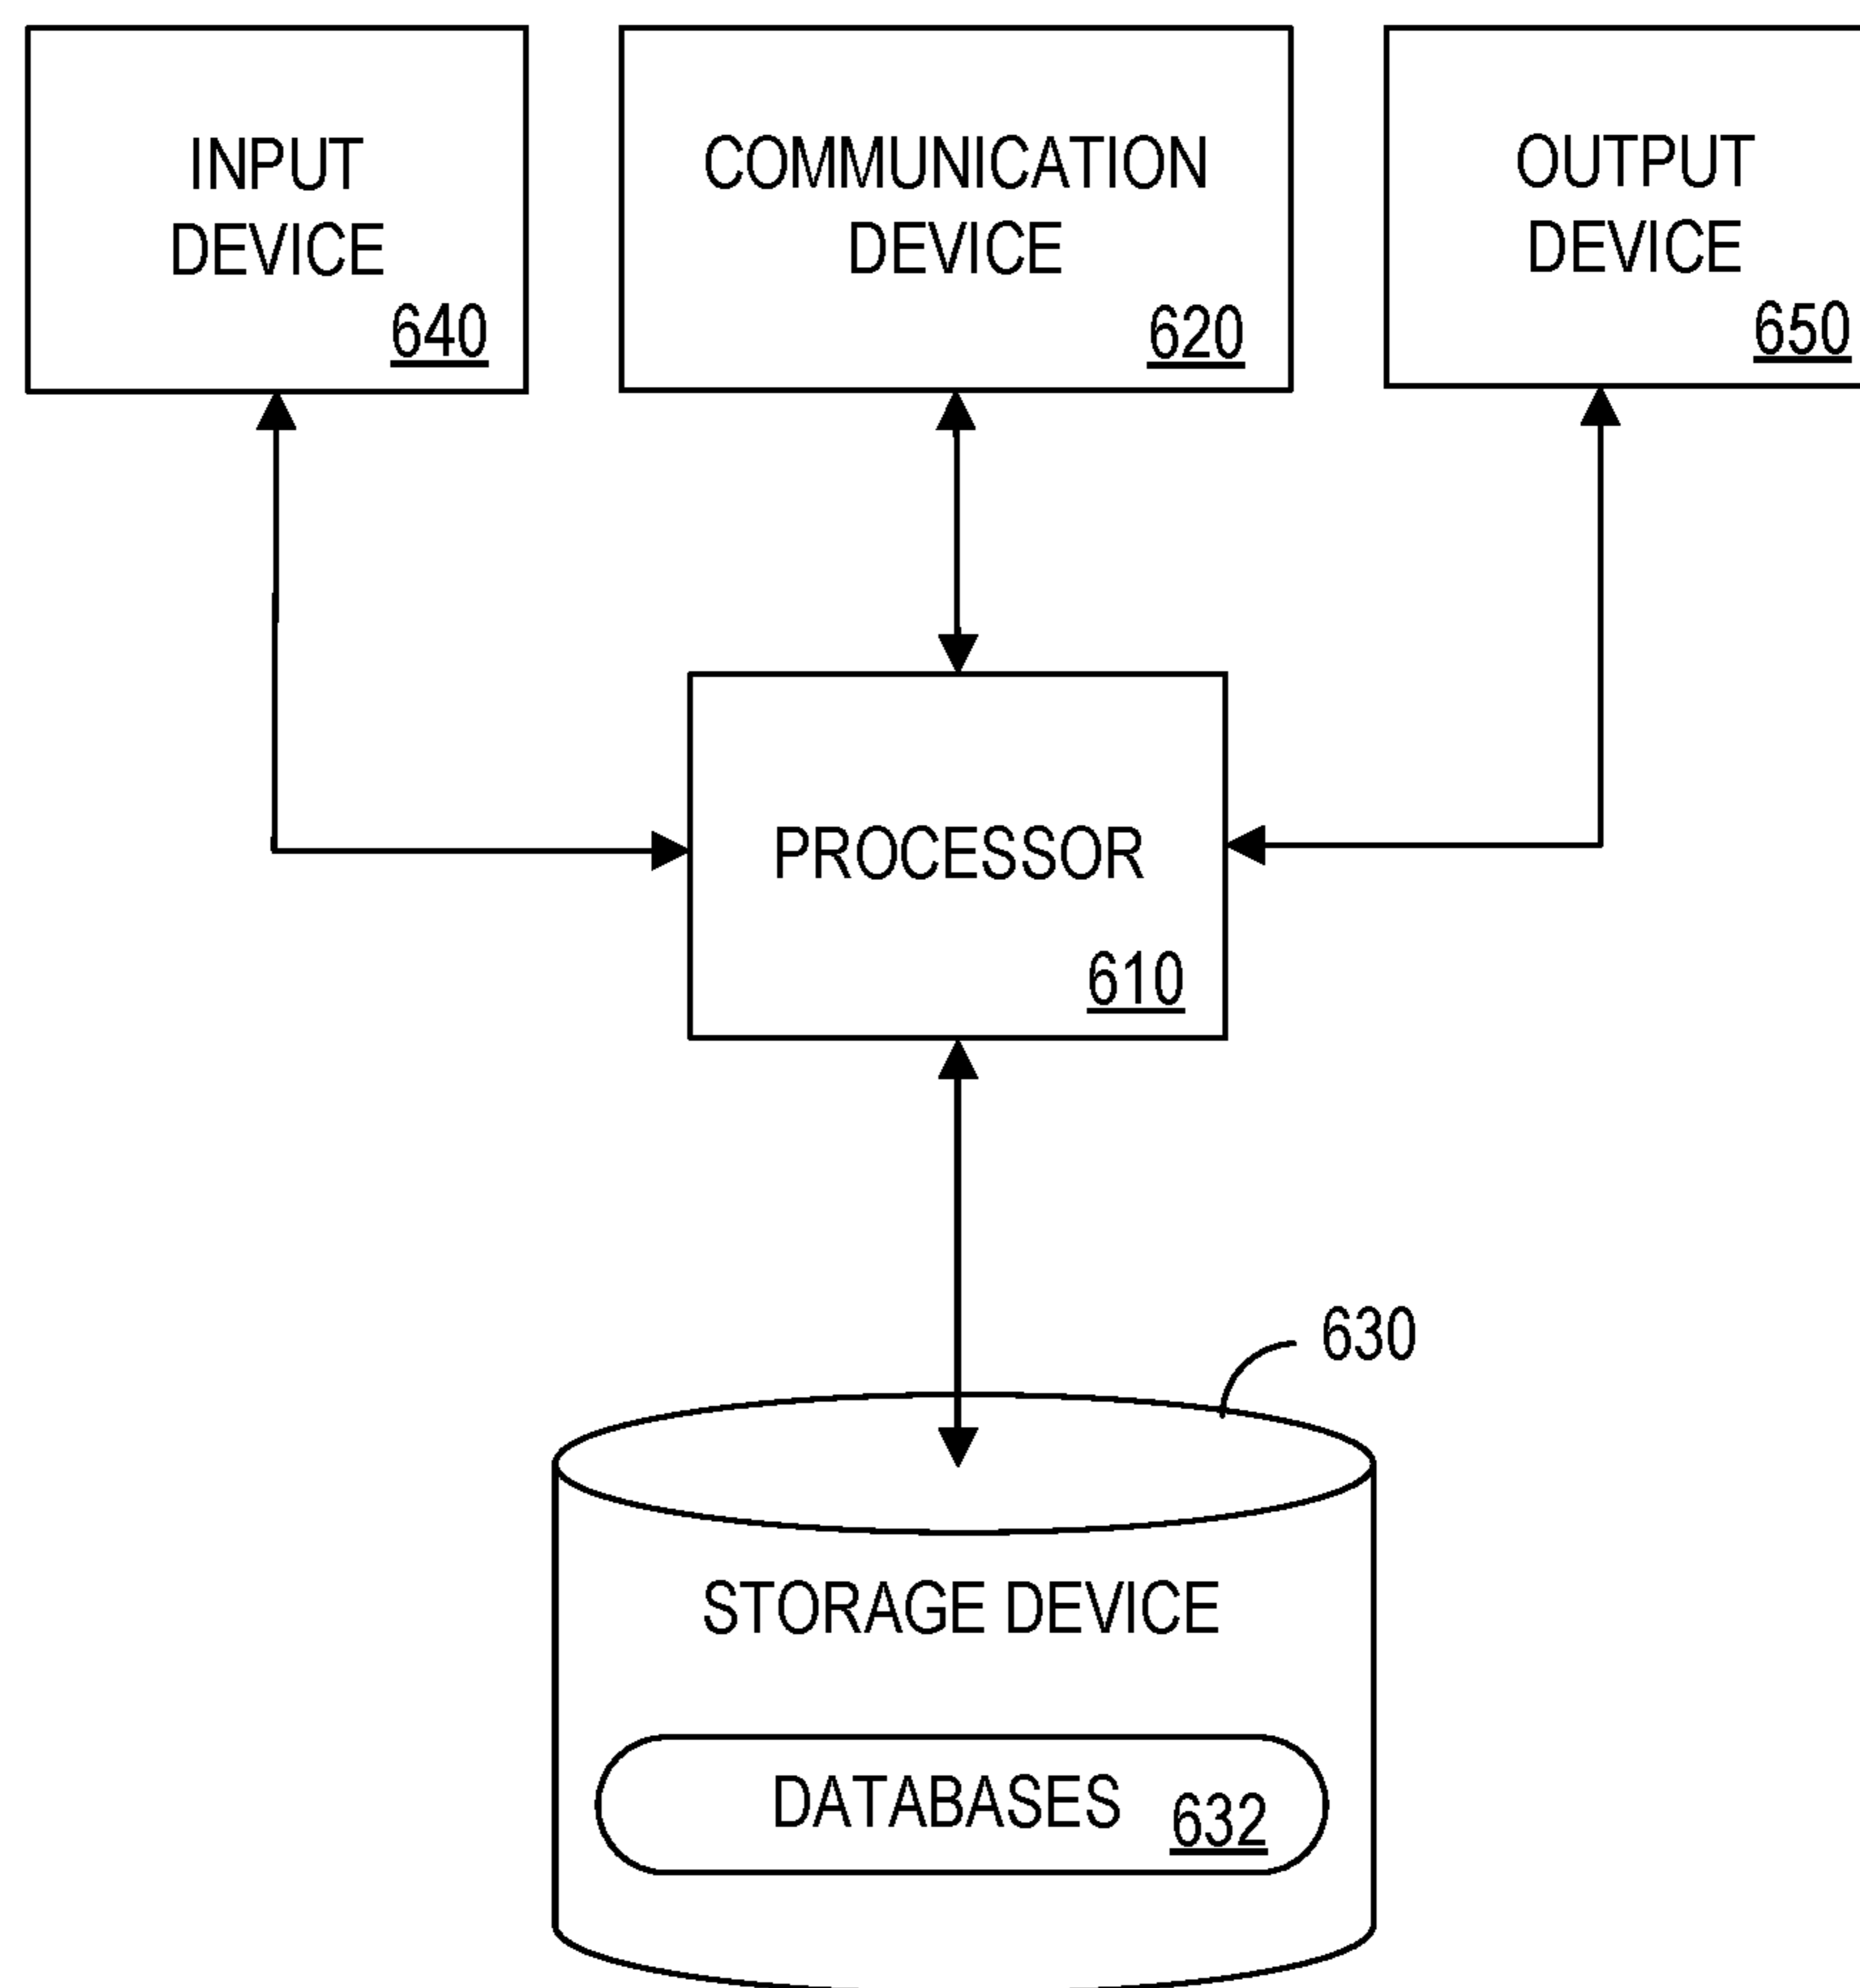 INPUT
DEVICE
640
COMMUNICATION
DEVICE
620
OUTPUT
DEVICE
650
PROCESSOR
610
630
STORAGE DEVICE
DATABASES 632